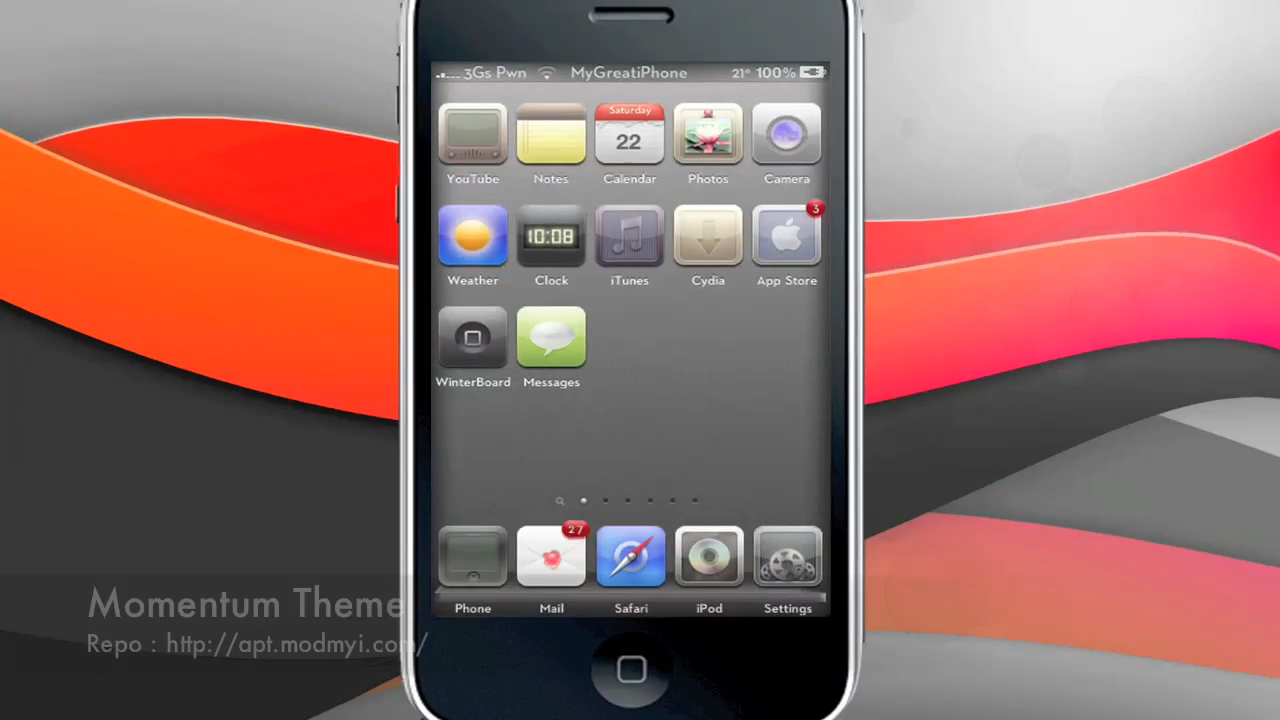 3Gs Pwn MyGreatiPhone 21° 100%
Saturday
22
YouTube Notes Calendar Photos Camera
3
10:08
Weather Clock iTunes Cydia App Store
WinterBoard Messages
27
Phone Mail Safari iPod Settings
Momentum Theme
Repo : http://apt.modmyi.com/